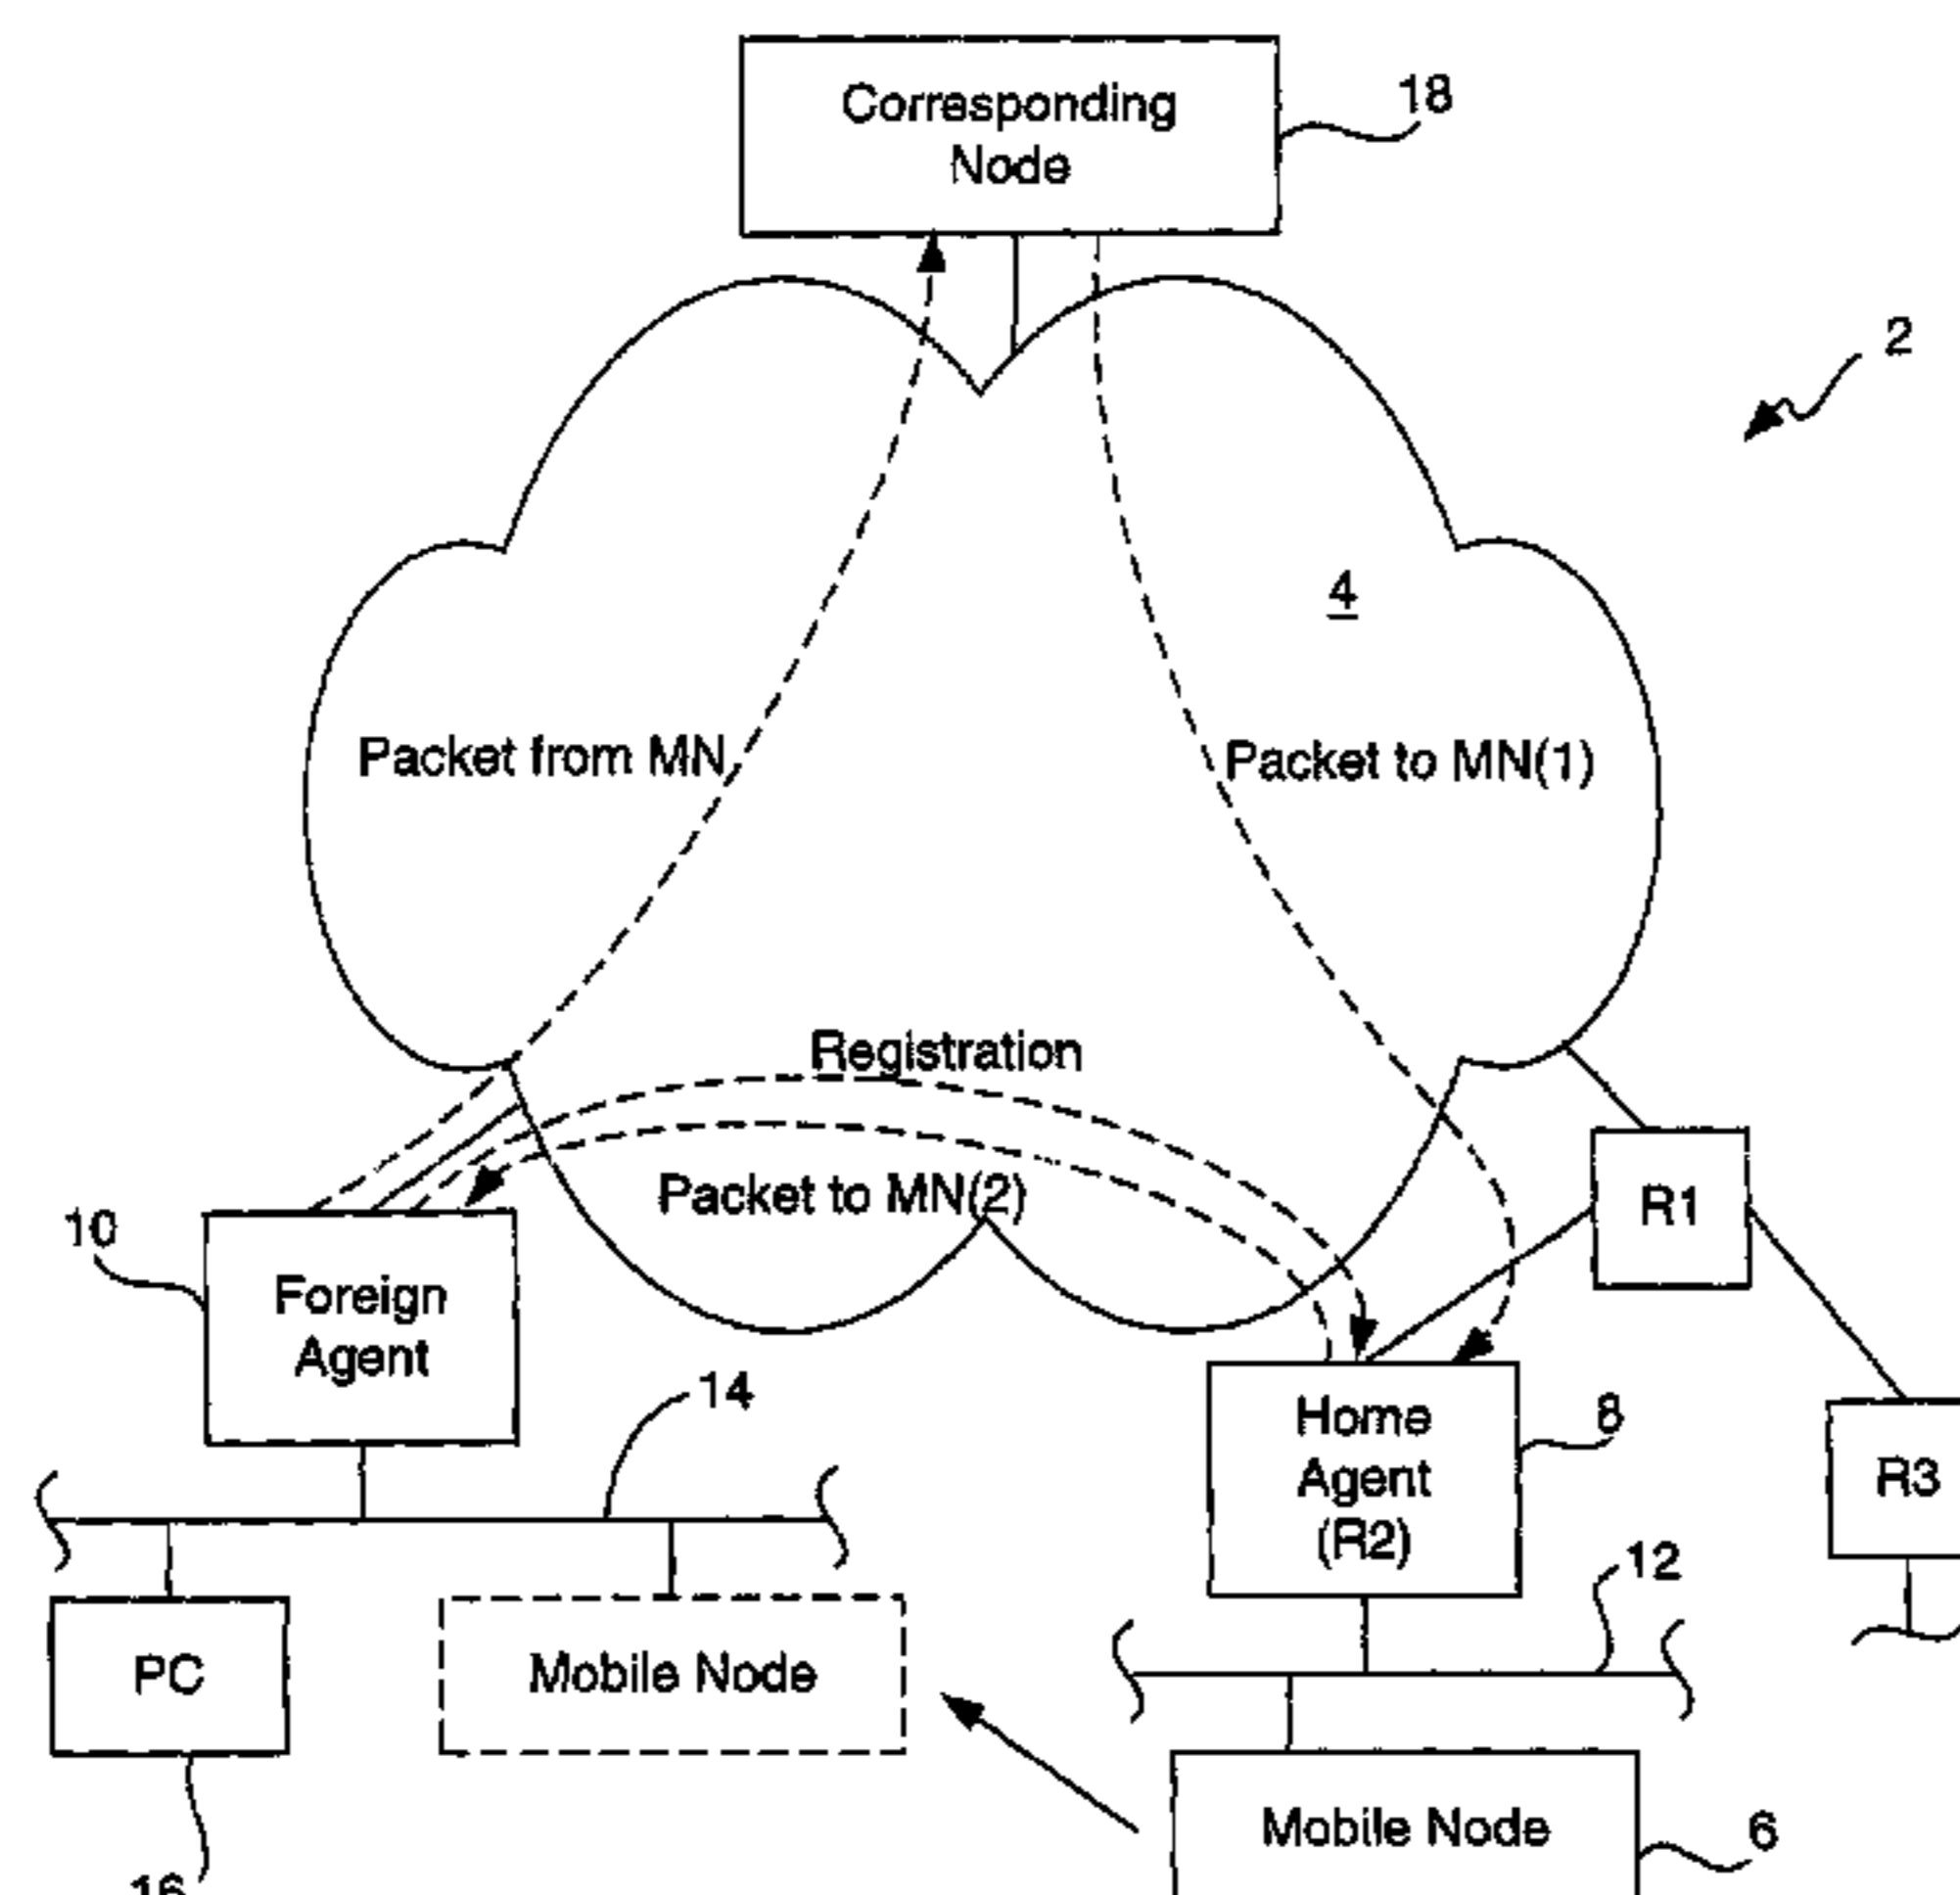 Corresponding
Node
18
2
4
Packet from MN
Packet to MN(1)
Registration
Packet to MN(2)
R1
10
Foreign
Agent
14
Home
Agent
(R2)
8
R3
12
PC
Mobile Node
Mobile Node
6
16